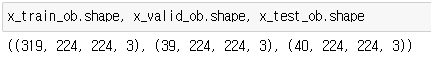 x_train_ob.shape, x_valid_ob.shape, x_test_ob.shape
((319, 224, 224, 3), (39, 224, 224, 3), (40, 224, 224, 3))